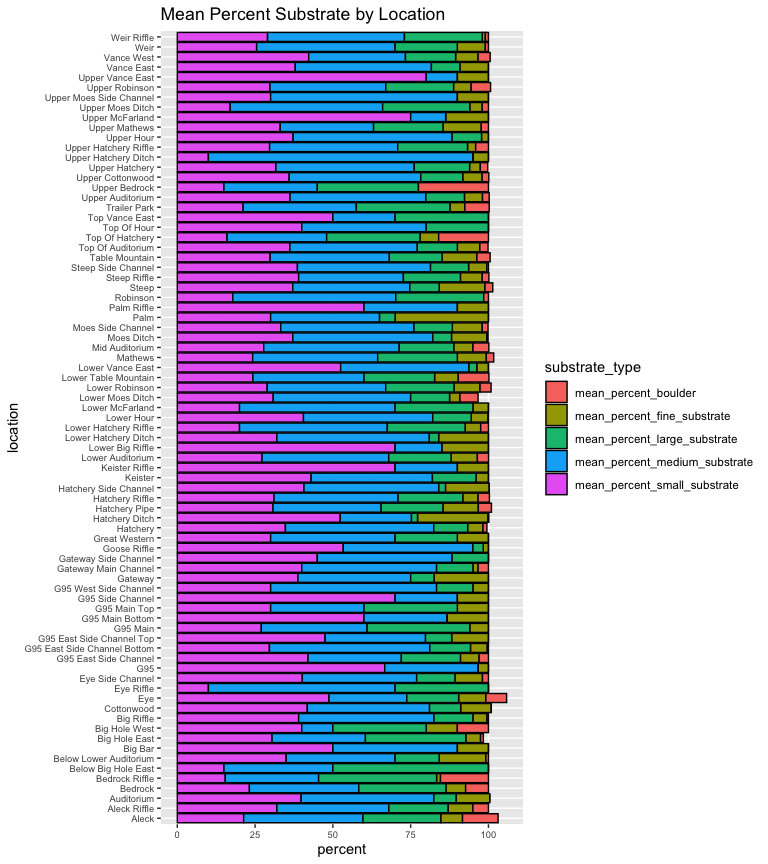 Mean Percent Substrate by Location
Weir Riffle
Weir
Vance West
Vance East
Upper Vance East
Upper Robinson
Upper Moes Side Channel
Upper Moes Ditch
Upper McFarland
Upper Mathews
Upper Hour
Upper Hatchery Riffle
Upper Hatchery Ditch
Upper Hatchery
Upper Cottonwood
Upper Bedrock
Upper Auditorium
Trailer Park
Top Vance East
Top Of Hour
Top Of Hatchery
Top Of Auditorium
Table Mountain
Steep Side Channel
Steep Riffle
Steep
Robinson
Palm Riffle
Palm
Moes Side Channel
Moes Ditch
Mid Auditorium
Mathews
Lower Vance East
Lower Table Mountain
Lower Robinson
Lower Moes Ditch
Lower McFarland
Lower Hour
Lower Hatchery Riffle
Lower Hatchery Ditch
Lower Big Riffle
Lower Auditorium
Keister Riffle
Keister
Hatchery Side Channel
Hatchery Riffle
Hatchery Pipe
Hatchery Ditch
Hatchery
Great Western
Goose Riffle
Gateway Side Channel
Gateway Main Channel
Gateway
G95 West Side Channel
G95 Side Channel
G95 Main Top
G95 Main Bottom
G95 Main
G95 East Side Channel Top
G95 East Side Channel Bottom
G95 East Side Channel
G95
Eye Side Channel
Eye Riffle
Eye
Cottonwood
Big Riffle
Big Hole West
Big Hole East
Big Bar
Below Lower Auditorium
Below Big Hole East
Bedrock Riffle
Bedrock
Auditorium
Aleck Riffle
Aleck
location
0 25 50 75 100
percent
substrate_type
mean_percent_boulder
mean_percent_fine_substrate
mean_percent_large_substrate
mean_percent_medium_substrate
mean_percent_small_substrate